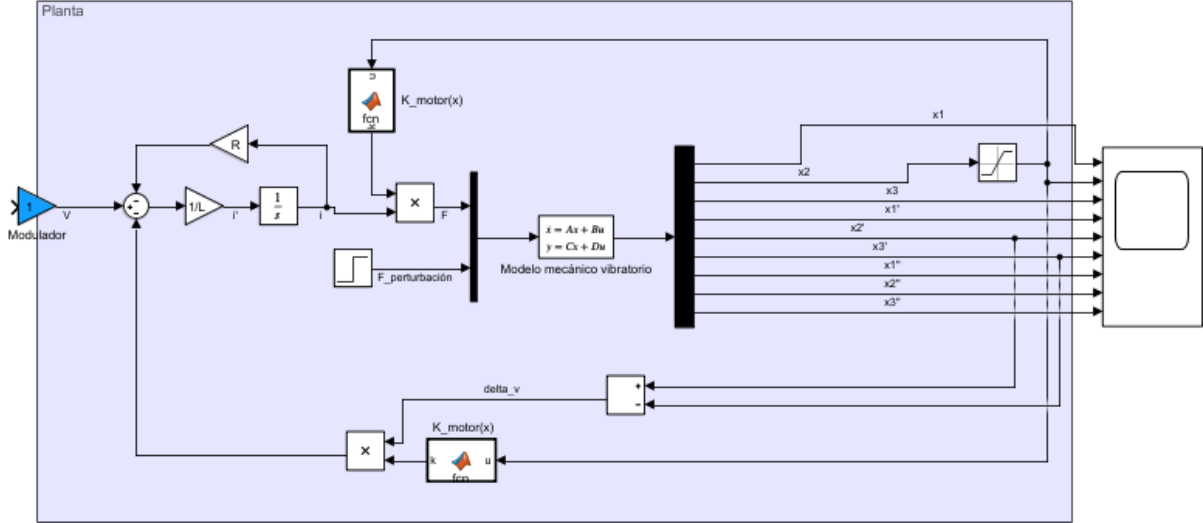 Planta
u
fcn
k
K_motor(x)
R
1
Modulador
V
+
-
-
1/L
i'
1
s
i
×
F
F_perturbación
ẋ = Ax + Bu
y = Cx + Du
Modelo mecánico vibratorio
x1
x2
x3
x1'
x2'
x3'
x1''
x2''
x3''
+
-
delta_v
×
K_motor(x)
k
fcn
u